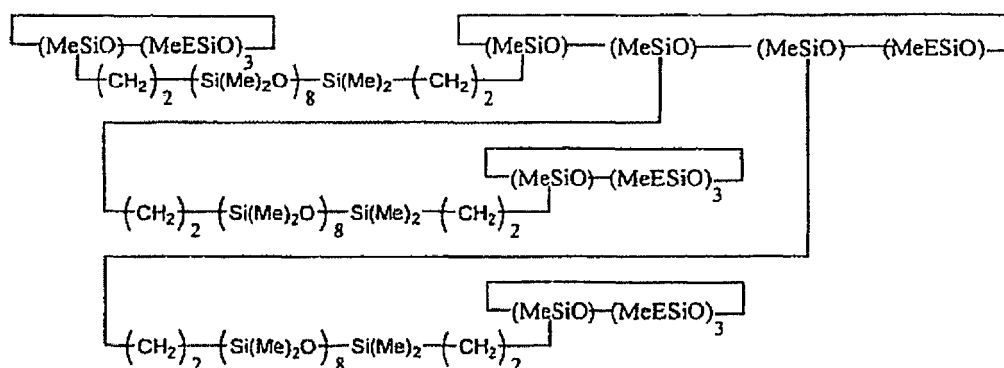 (MeSiO)—(MeESiO)₃ (MeSiO)—(MeSiO)—(MeSiO)—(MeESiO)
—(CH₂)₂—(Si(Me)₂O)₈—Si(Me)₂—(CH₂)₂
(MeSiO)—(MeESiO)₃
—(CH₂)₂—(Si(Me)₂O)₈—Si(Me)₂—(CH₂)₂
(MeSiO)—(MeESiO)₃
—(CH₂)₂—(Si(Me)₂O)₈—Si(Me)₂—(CH₂)₂